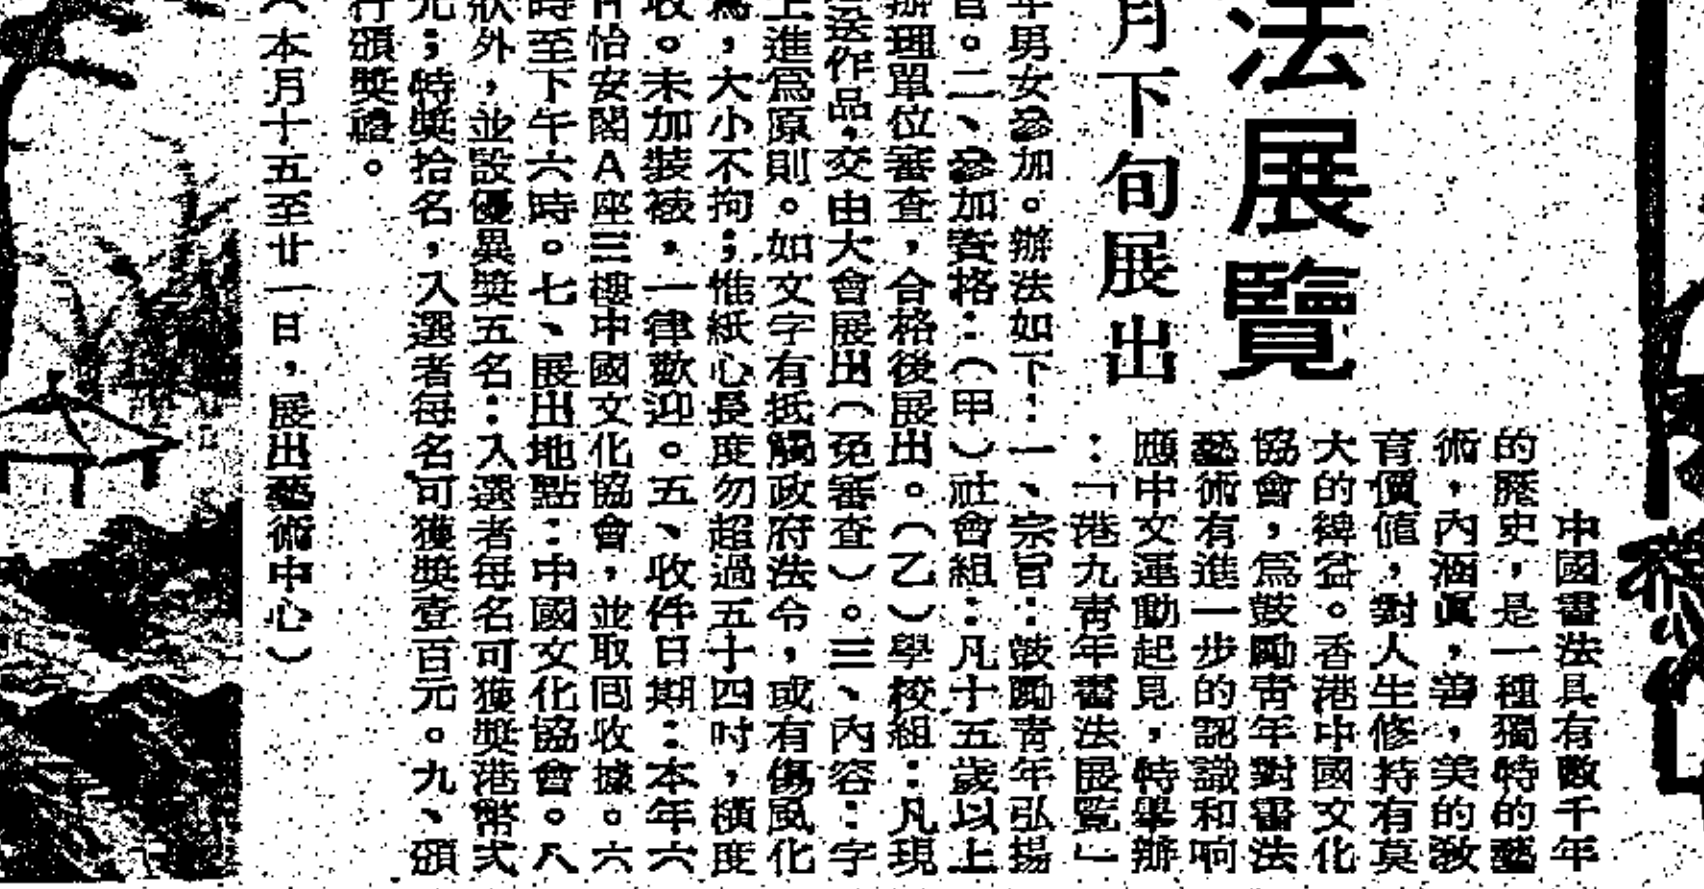 法展覽
月下旬展出
中國書法具有數千年
的歷史，是一種獨特的藝
術，內涵眞，善，美的教
育價值，對人生修持有莫
大的裨益。香港中國文化
協會，爲鼓勵青年對書法
藝術有進一步的認識和响
應中文運動起見，特舉辦
：「港九青年書法展覽」
年男女參加。辦法如下：一、宗旨：鼓勵青年弘揚
二、參加資格：（甲）社會組：凡十五歲以上
辦理單位審查，合格後展出。（乙）學校組：凡現
送作品，交由大會展出（免審查）。三、內容：字
上進爲原則。如文字有抵觸政府法令，或有傷風化
爲，大小不拘；惟紙心長度勿超過五十四吋，橫度
收。未加裝裱，一律歡迎。五、收件日期：本年六
怡安閣A座三樓中國文化協會，並取回收據。六
時至下午六時。七、展出地點：中國文化協會。八
狀外，並設優異獎五名：入選者每名可獲獎港幣弍
元；特獎拾名，入選者每名可獲獎壹百元。九、頒
行頒獎禮。
（本月十五至廿一日，展出藝術中心）